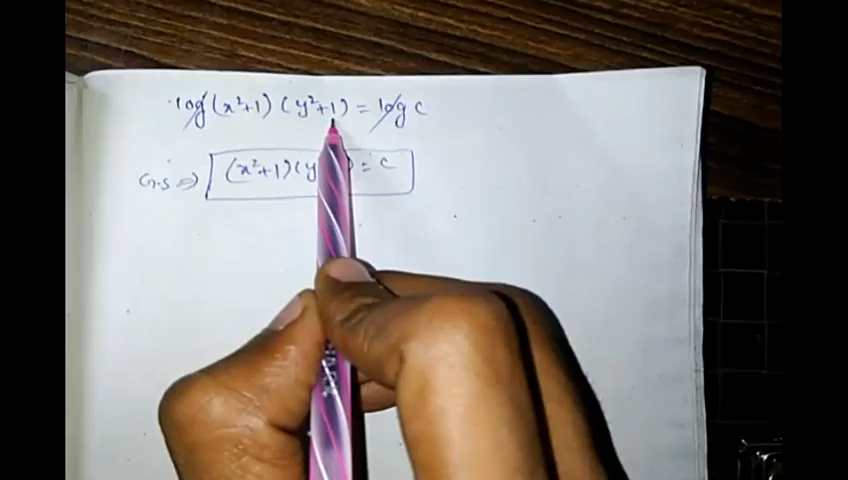 log(x²+1)(y²+1) = log c
G.S ⇒ (x²+1)(y = c